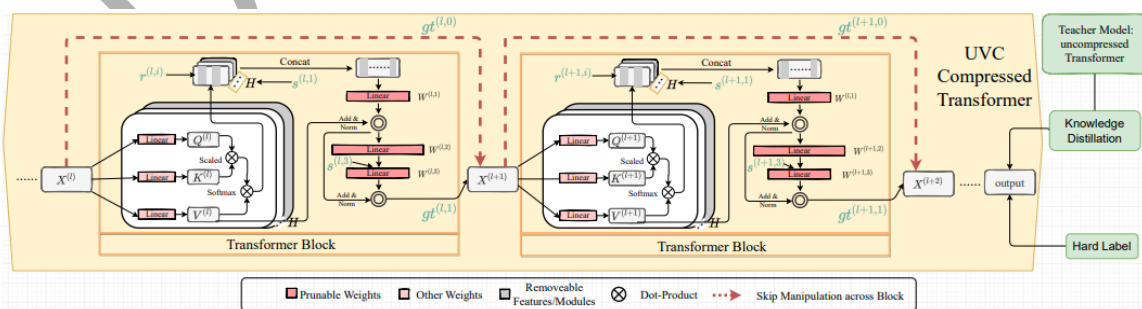 gt^{(l,0)}
gt^{(l+1,0)}
Teacher Model:
uncompressed
Transformer
UVC
Compressed
Transformer
Knowledge
Distillation
output
Hard Label
Concat
r^{(l,i)}
......
H
s^{(l,1)}
Linear
W^{(l,1)}
Add &
Norm
Linear
Q^{(l)}
Linear
W^{(l,2)}
Scaled
s^{(l,3)}
...... X^{(l)}
Linear
K^{(l)}
Linear
W^{(l,3)}
Softmax
Add &
Norm
Linear
V^{(l)}
H
gt^{(l,1)}
Transformer Block
X^{(l+1)}
Concat
r^{(l+1,i)}
......
H
s^{(l+1,1)}
Linear
W^{(l,1)}
Add &
Norm
Linear
Q^{(l+1)}
Linear
W^{(l+1,2)}
Scaled
s^{(l+1,3)}
Linear
K^{(l+1)}
Linear
W^{(l+1,3)}
Softmax
Add &
Norm
Linear
V^{(l+1)}
H
gt^{(l+1,1)}
Transformer Block
X^{(l+2)} ......
Prunable Weights
Other Weights
Removeable
Features/Modules
Dot-Product
Skip Manipulation across Block